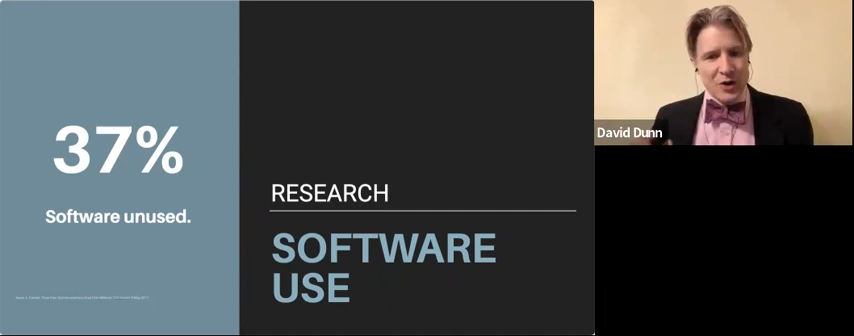 37%
Software unused.
RESEARCH
SOFTWARE
USE
David Dunn